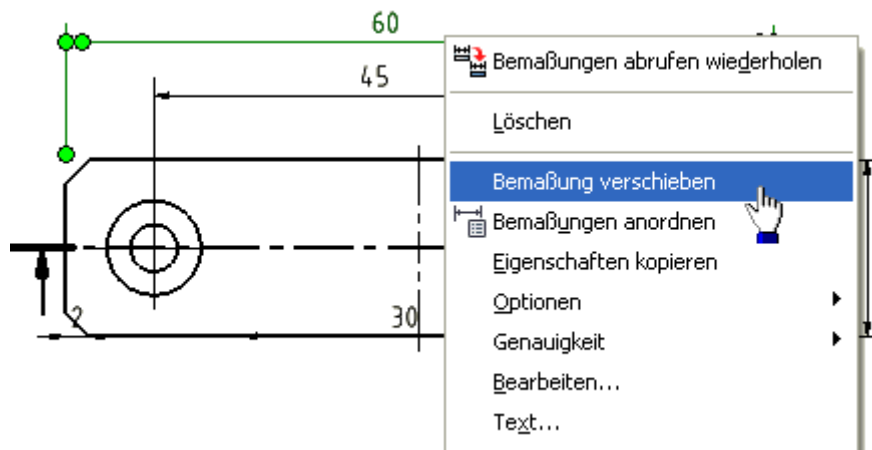 60
45
2
30
Bemaßungen abrufen wiederholen
Löschen
Bemaßung verschieben
Bemaßungen anordnen
Eigenschaften kopieren
Optionen
Genauigkeit
Bearbeiten...
Text...